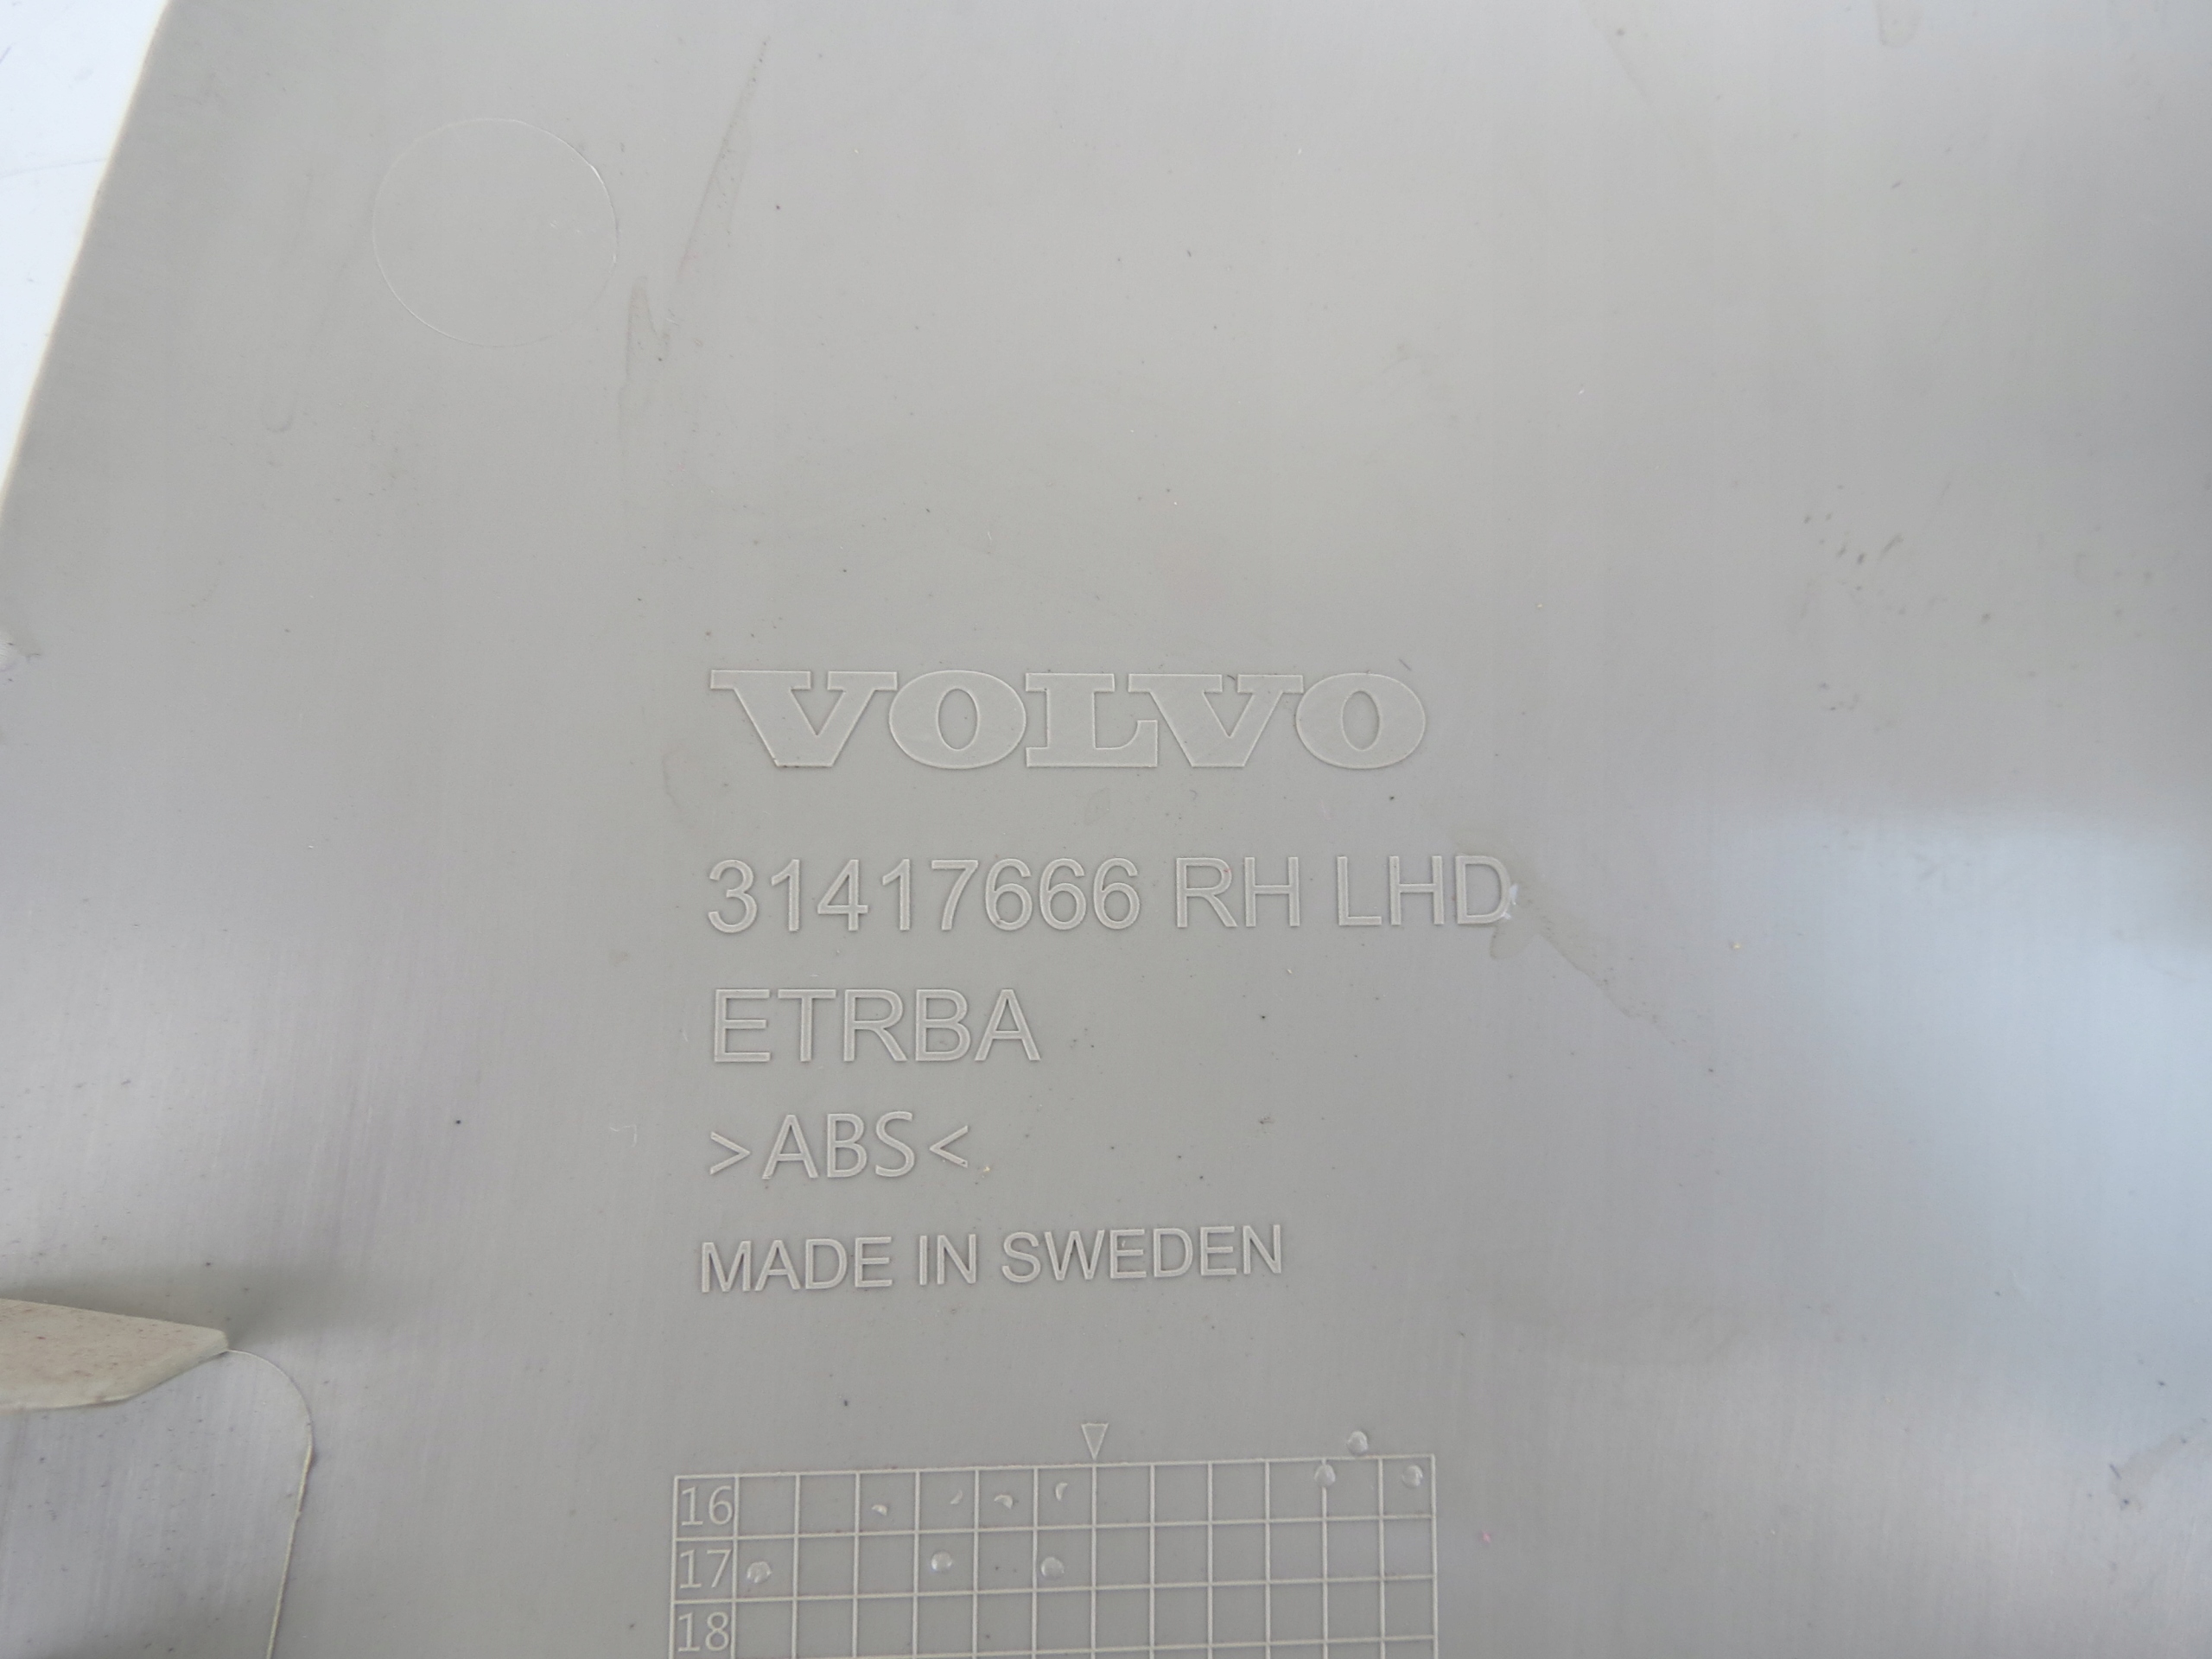 VOLVO
31417666 RH LHD
ETRBA
>ABS<
MADE IN SWEDEN
16
17
18